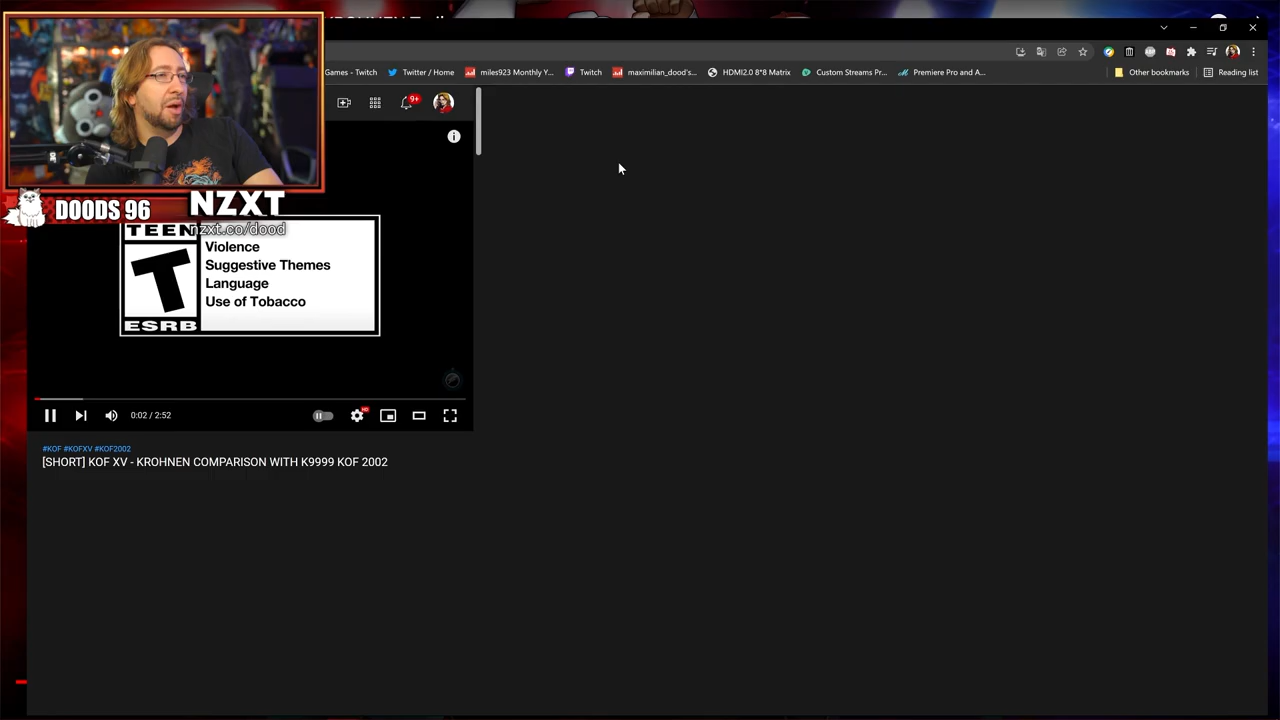 Games - Twitch
Twitter / Home
miles923 Monthly Y...
Twitch
maximilian_dood's...
HDMI2.0 8*8 Matrix
Custom Streams Pr...
Premiere Pro and A...
Other bookmarks
Reading list
9+
DOODS 96
NZXT
nzxt.co/dood
TEEN
T
ESRB
Violence
Suggestive Themes
Language
Use of Tobacco
0:02 / 2:52
HD
#KOF #KOFXV #KOF2002
[SHORT] KOF XV - KROHNEN COMPARISON WITH K9999 KOF 2002